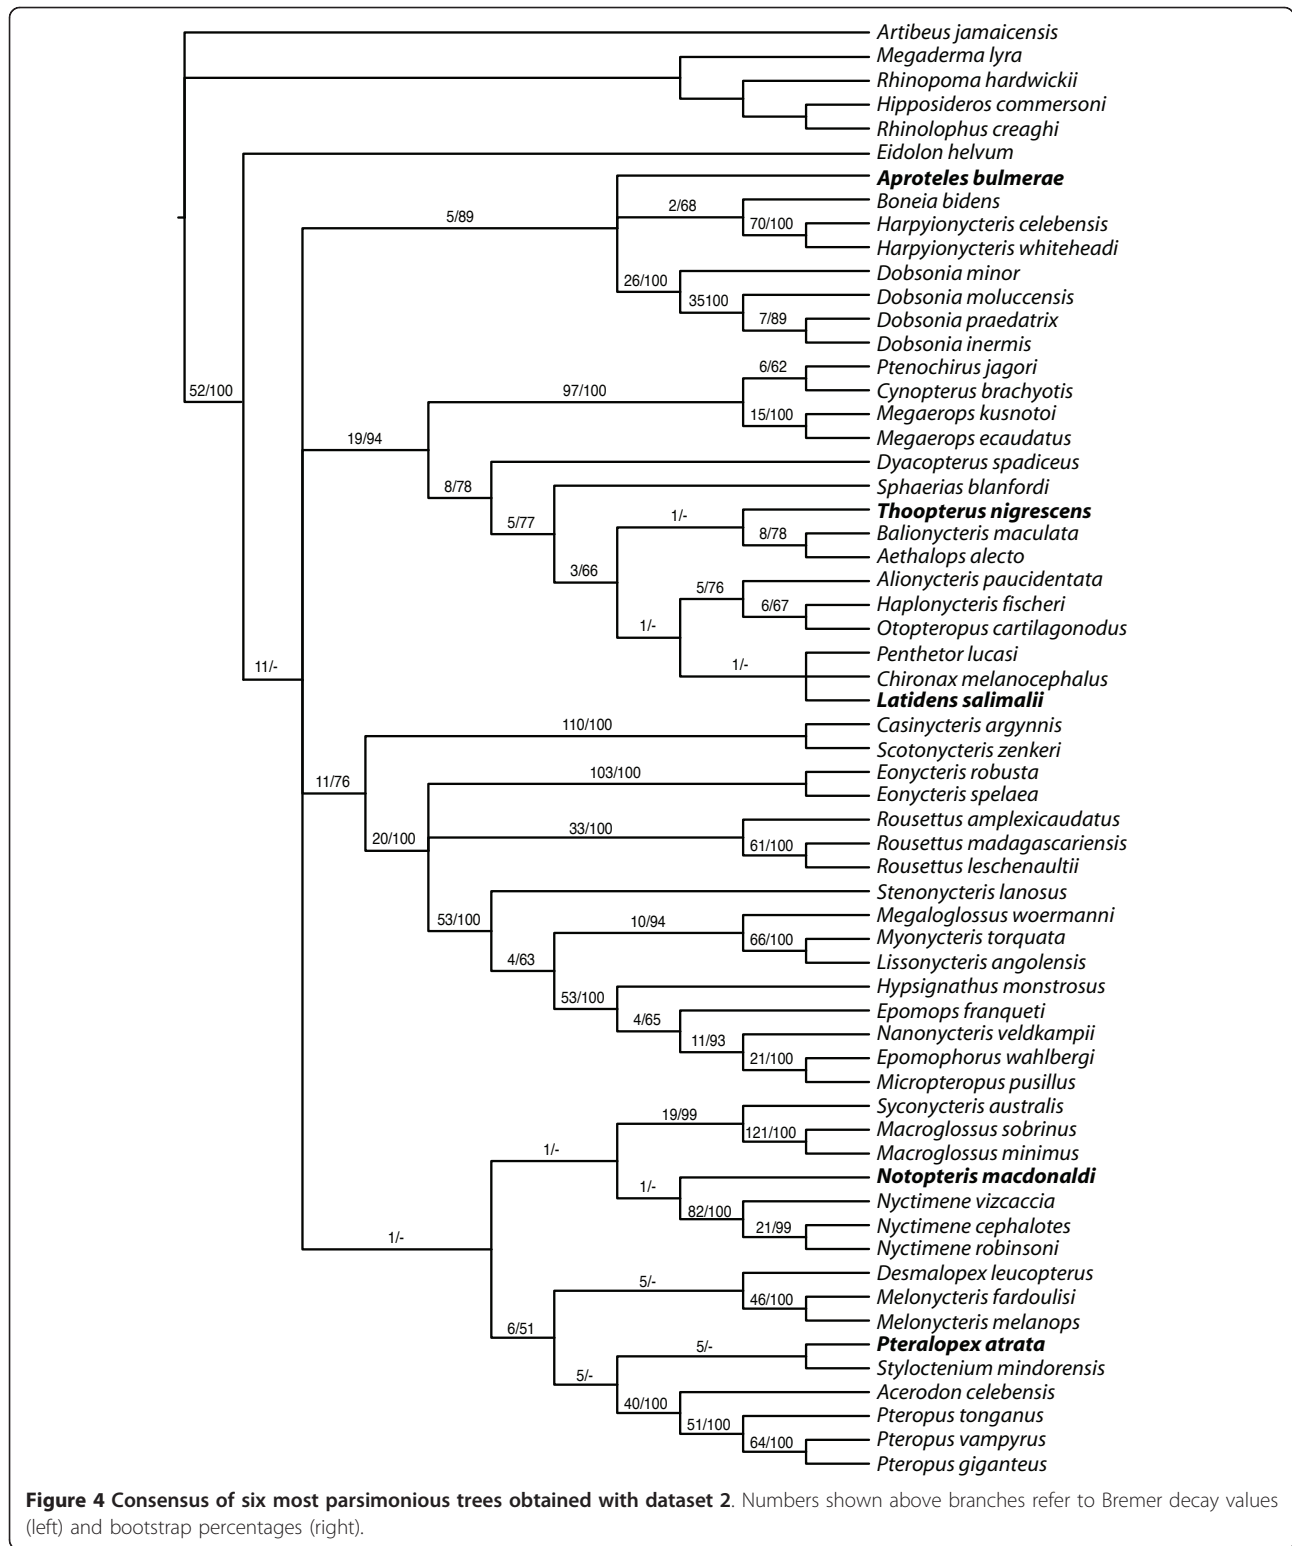 Artibeus jamaicensis
Megaderma lyra
Rhinopoma hardwickii
Hipposideros commersoni
Rhinolophus creaghi
Eidolon helvum
Aproteles bulmerae
5/89
2/68
Boneia bidens
70/100
Harpyionycteris celebensis
Harpyionycteris whiteheadi
26/100
Dobsonia minor
35100
Dobsonia moluccensis
7/89
Dobsonia praedatrix
Dobsonia inermis
52/100
97/100
6/62
Ptenochirus jagori
Cynopterus brachyotis
15/100
Megaerops kusnotoi
Megaerops ecaudatus
19/94
Dyacopterus spadiceus
8/78
Sphaerias blanfordi
5/77
1/-
Thoopterus nigrescens
8/78
Balionycteris maculata
Aethalops alecto
3/66
5/76
Alionycteris paucidentata
6/67
Haplonycteris fischeri
Otopteropus cartilagonodus
1/-
Penthetor lucasi
1/-
Chironax melanocephalus
Latidens salimalii
11/-
110/100
Casinycteris argynnis
Scotonycteris zenkeri
11/76
103/100
Eonycteris robusta
Eonycteris spelaea
20/100
33/100
Rousettus amplexicaudatus
61/100
Rousettus madagascariensis
Rousettus leschenaultii
53/100
Stenonycteris lanosus
10/94
Megaloglossus woermanni
66/100
Myonycteris torquata
Lissonycteris angolensis
4/63
53/100
Hypsignathus monstrosus
4/65
Epomops franqueti
11/93
Nanonycteris veldkampii
21/100
Epomophorus wahlbergi
Micropteropus pusillus
19/99
Syconycteris australis
121/100
Macroglossus sobrinus
Macroglossus minimus
1/-
1/-
Notopteris macdonaldi
82/100
Nyctimene vizcaccia
21/99
Nyctimene cephalotes
Nyctimene robinsoni
1/-
5/-
Desmalopex leucopterus
46/100
Melonycteris fardoulisi
Melonycteris melanops
6/51
5/-
Pteralopex atrata
Styloctenium mindorensis
5/-
40/100
Acerodon celebensis
51/100
Pteropus tonganus
64/100
Pteropus vampyrus
Pteropus giganteus
Figure 4 Consensus of six most parsimonious trees obtained with dataset 2. Numbers shown above branches refer to Bremer decay values
(left) and bootstrap percentages (right).